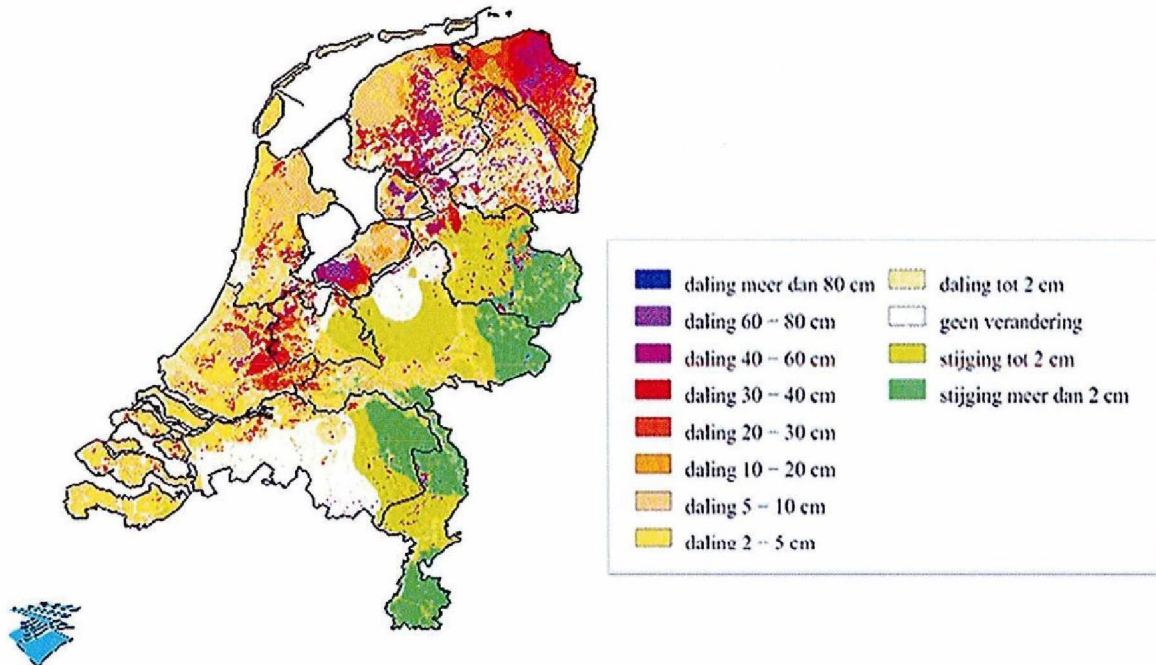 daling meer dan 80 cm
daling 60 – 80 cm
daling 40 – 60 cm
daling 30 – 40 cm
daling 20 – 30 cm
daling 10 – 20 cm
daling 5 – 10 cm
daling 2 – 5 cm
daling tot 2 cm
geen verandering
stijging tot 2 cm
stijging meer dan 2 cm